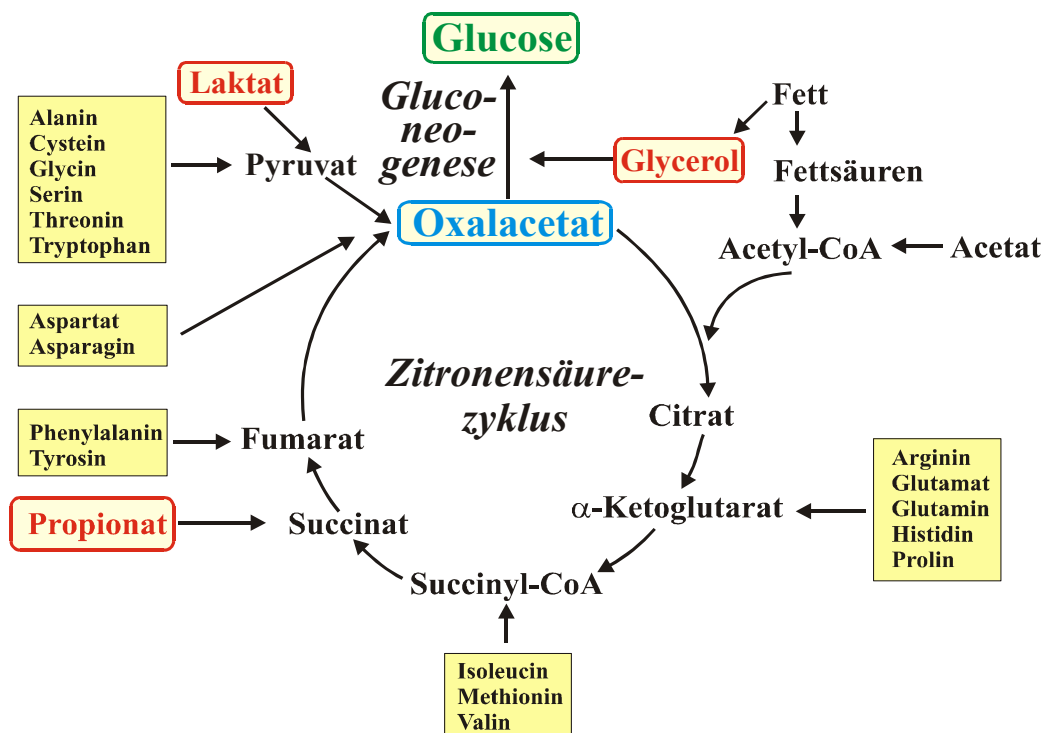 Glucose
Laktat
Gluco-
neo-
genese
Fett
Alanin
Cystein
Glycin
Serin
Threonin
Tryptophan
Pyruvat
Glycerol
Fettsäuren
Oxalacetat
Acetyl-CoA
Acetat
Aspartat
Asparagin
Zitronensäure-
zyklus
Citrat
Phenylalanin
Tyrosin
Fumarat
Arginin
Glutamat
Glutamin
Histidin
Prolin
Propionat
Succinat
α-Ketoglutarat
Succinyl-CoA
Isoleucin
Methionin
Valin